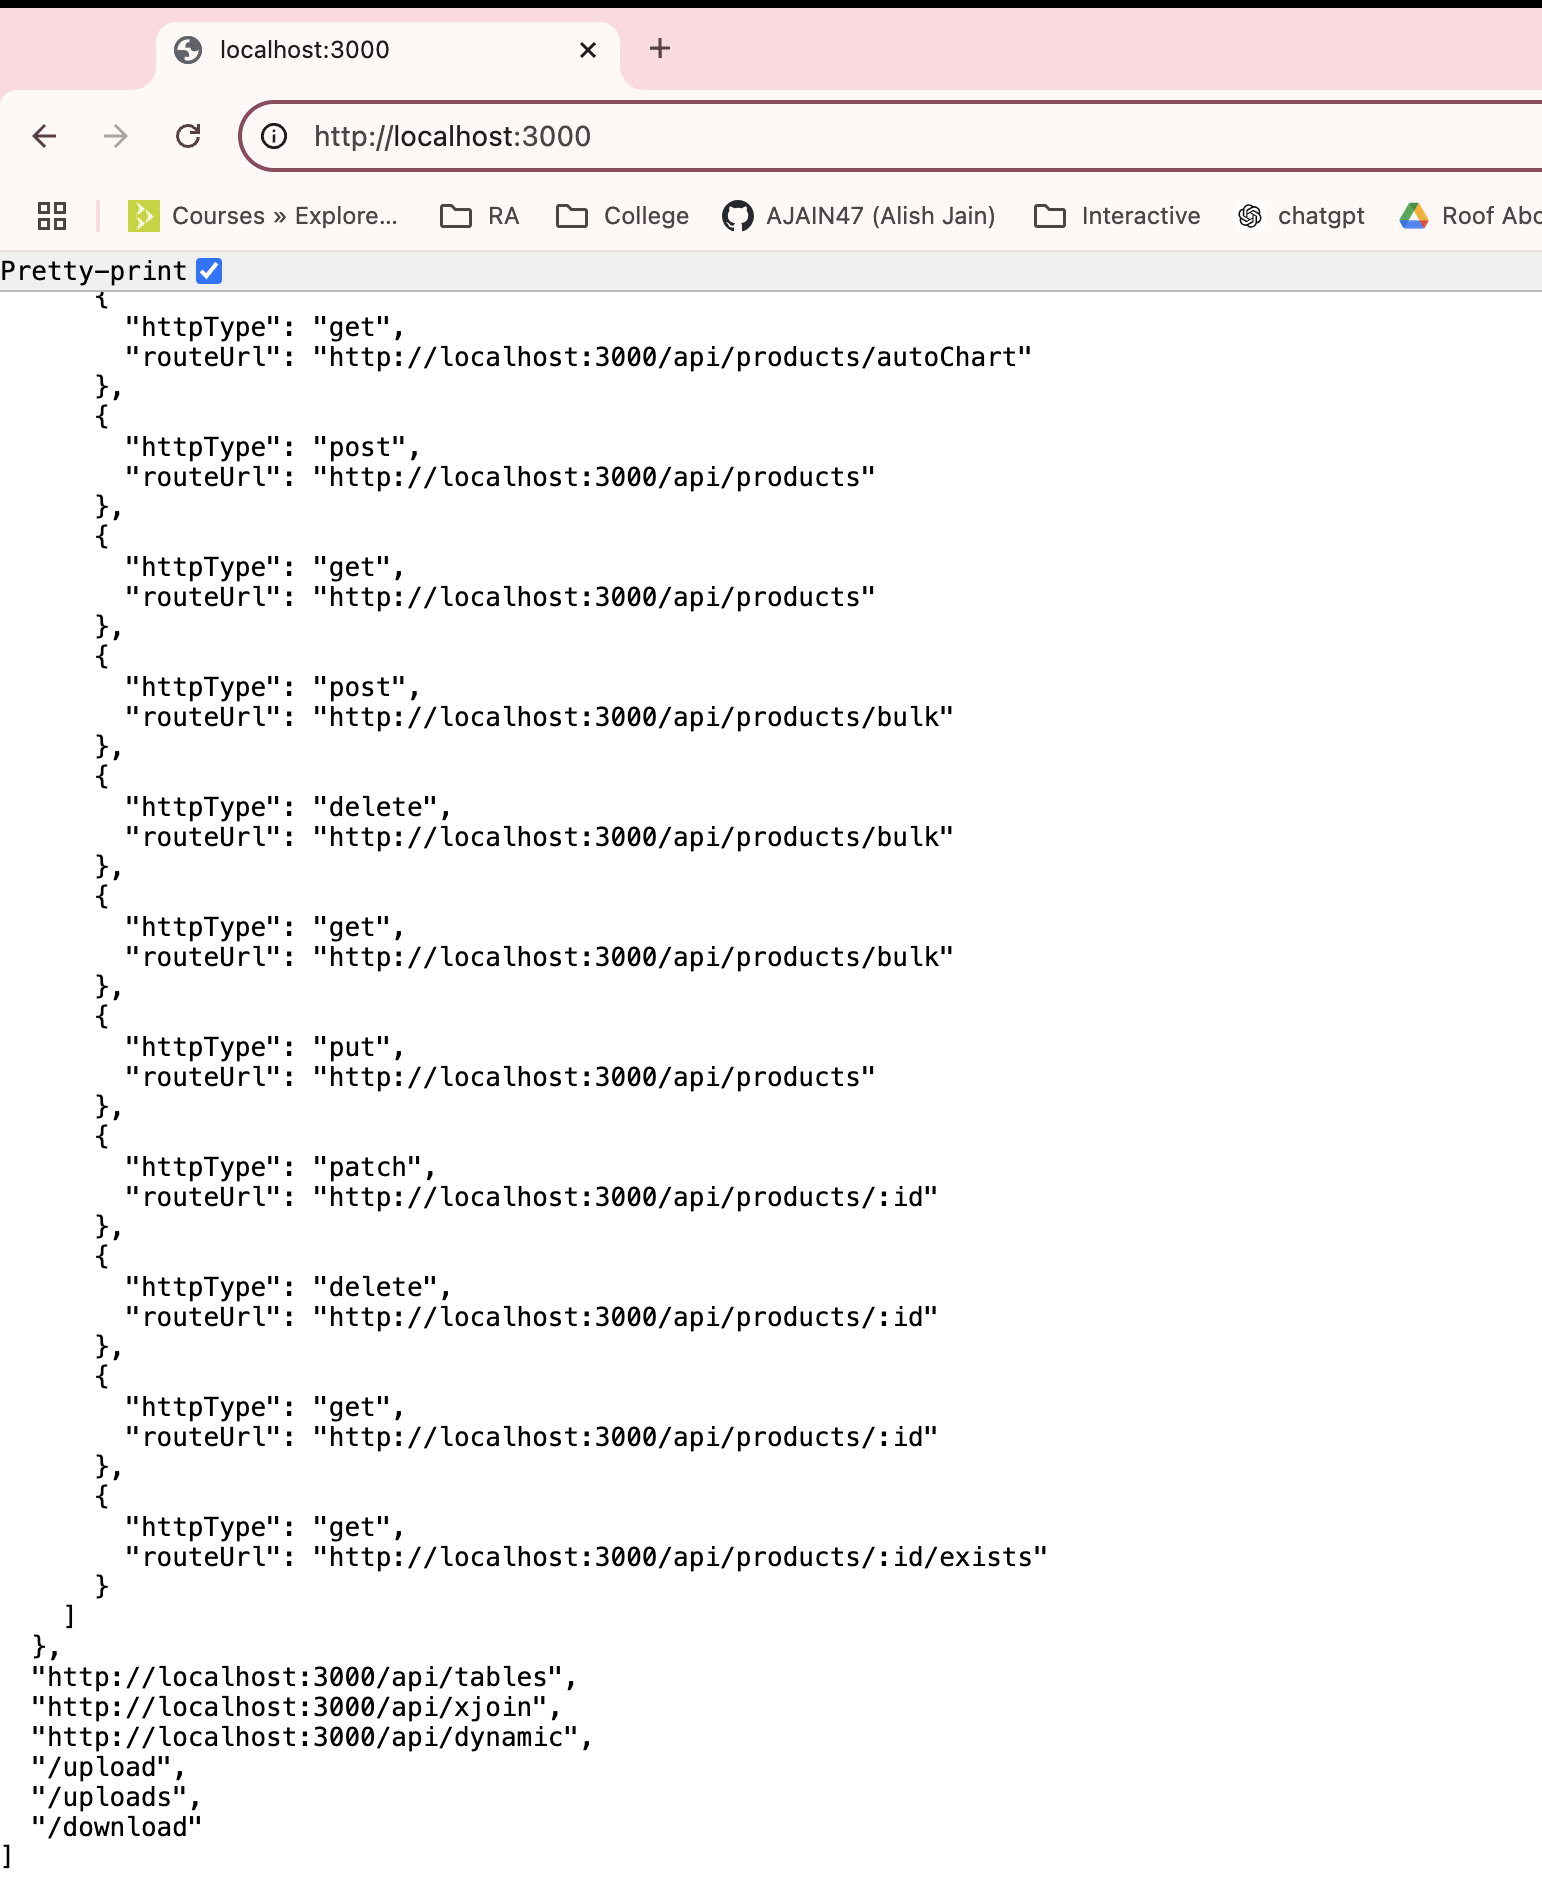 localhost:3000
http://localhost:3000
Courses » Explore... RA College AJAIN47 (Alish Jain) Interactive chatgpt Roof Abo
Pretty-print
{
"httpType": "get",
"routeUrl": "http://localhost:3000/api/products/autoChart"
},
{
"httpType": "post",
"routeUrl": "http://localhost:3000/api/products"
},
{
"httpType": "get",
"routeUrl": "http://localhost:3000/api/products"
},
{
"httpType": "post",
"routeUrl": "http://localhost:3000/api/products/bulk"
},
{
"httpType": "delete",
"routeUrl": "http://localhost:3000/api/products/bulk"
},
{
"httpType": "get",
"routeUrl": "http://localhost:3000/api/products/bulk"
},
{
"httpType": "put",
"routeUrl": "http://localhost:3000/api/products"
},
{
"httpType": "patch",
"routeUrl": "http://localhost:3000/api/products/:id"
},
{
"httpType": "delete",
"routeUrl": "http://localhost:3000/api/products/:id"
},
{
"httpType": "get",
"routeUrl": "http://localhost:3000/api/products/:id"
},
{
"httpType": "get",
"routeUrl": "http://localhost:3000/api/products/:id/exists"
}
]
},
"http://localhost:3000/api/tables",
"http://localhost:3000/api/xjoin",
"http://localhost:3000/api/dynamic",
"/upload",
"/uploads",
"/download"
]